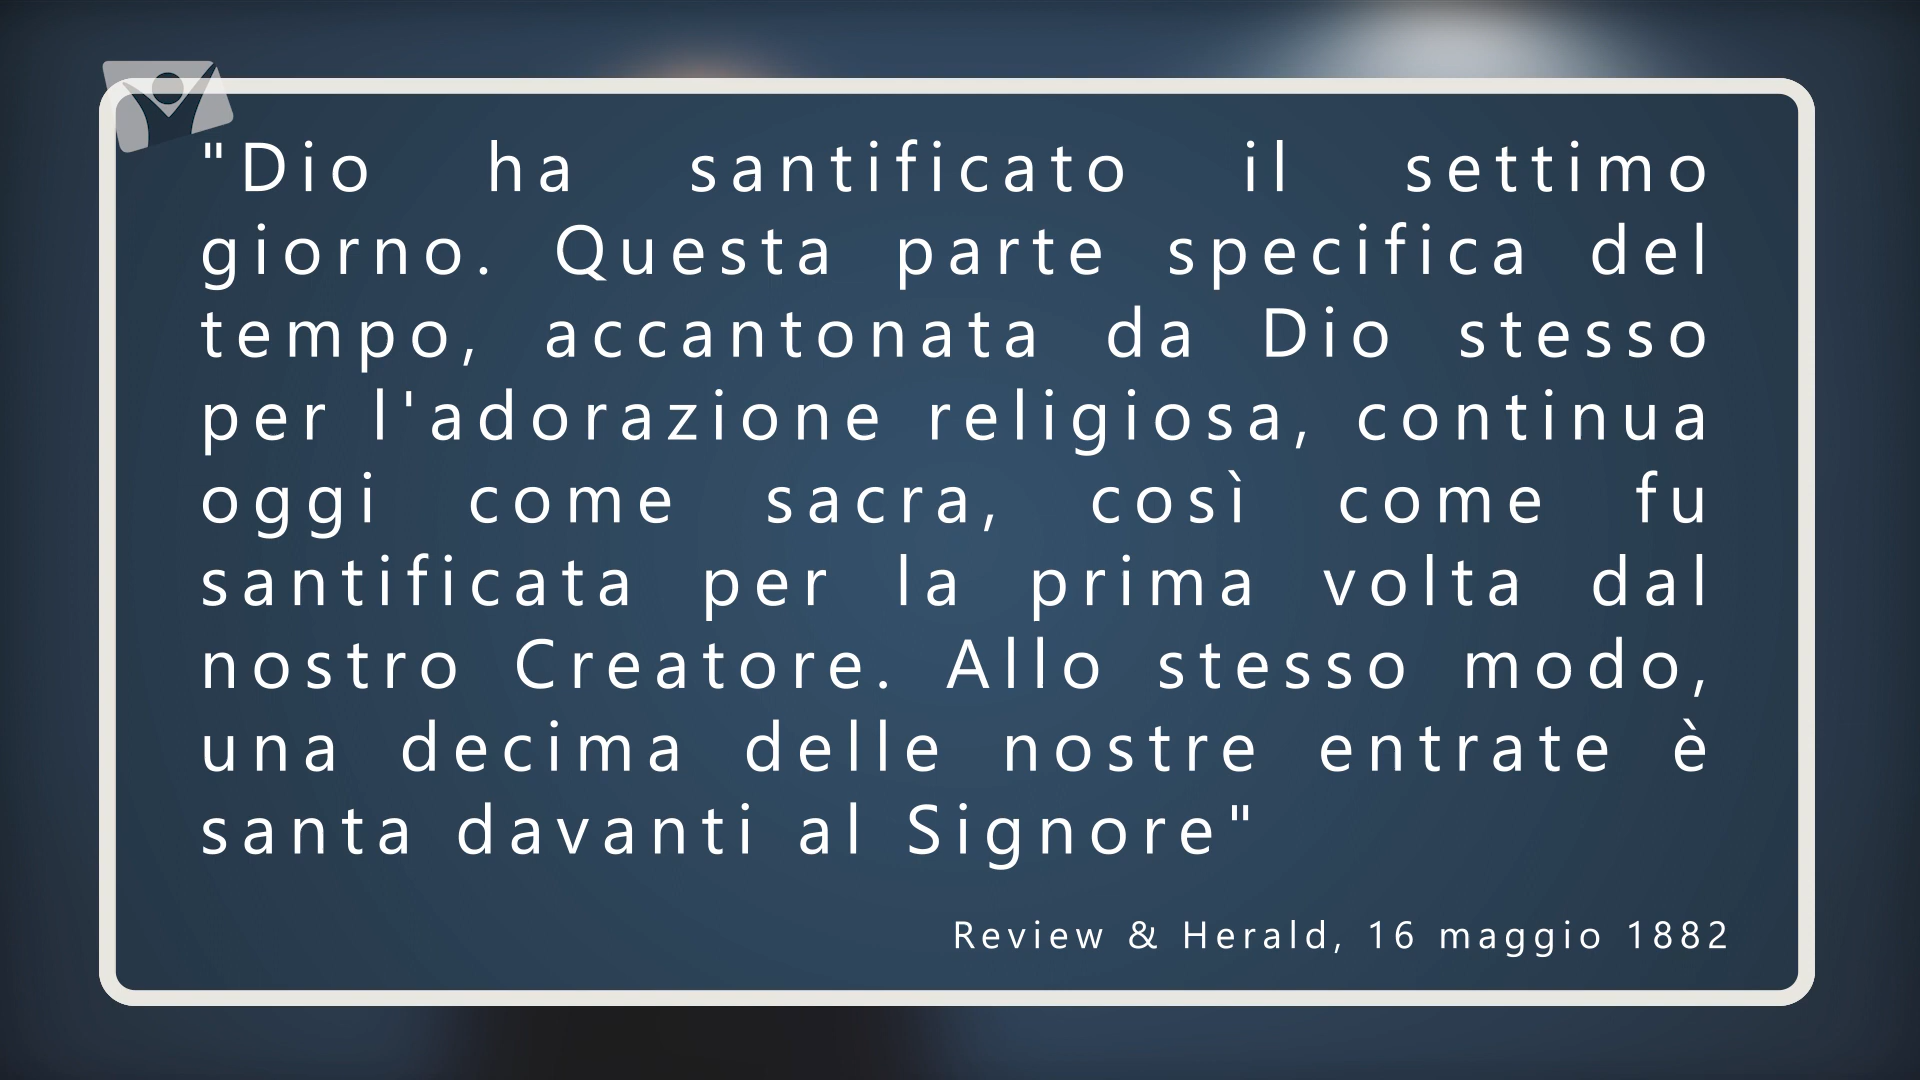 "Dio ha santificato il settimo
giorno. Questa parte specifica del
tempo, accantonata da Dio stesso
per l'adorazione religiosa, continua
oggi come sacra, così come fu
santificata per la prima volta dal
nostro Creatore. Allo stesso modo,
una decima delle nostre entrate è
santa davanti al Signore"
Review & Herald, 16 maggio 1882